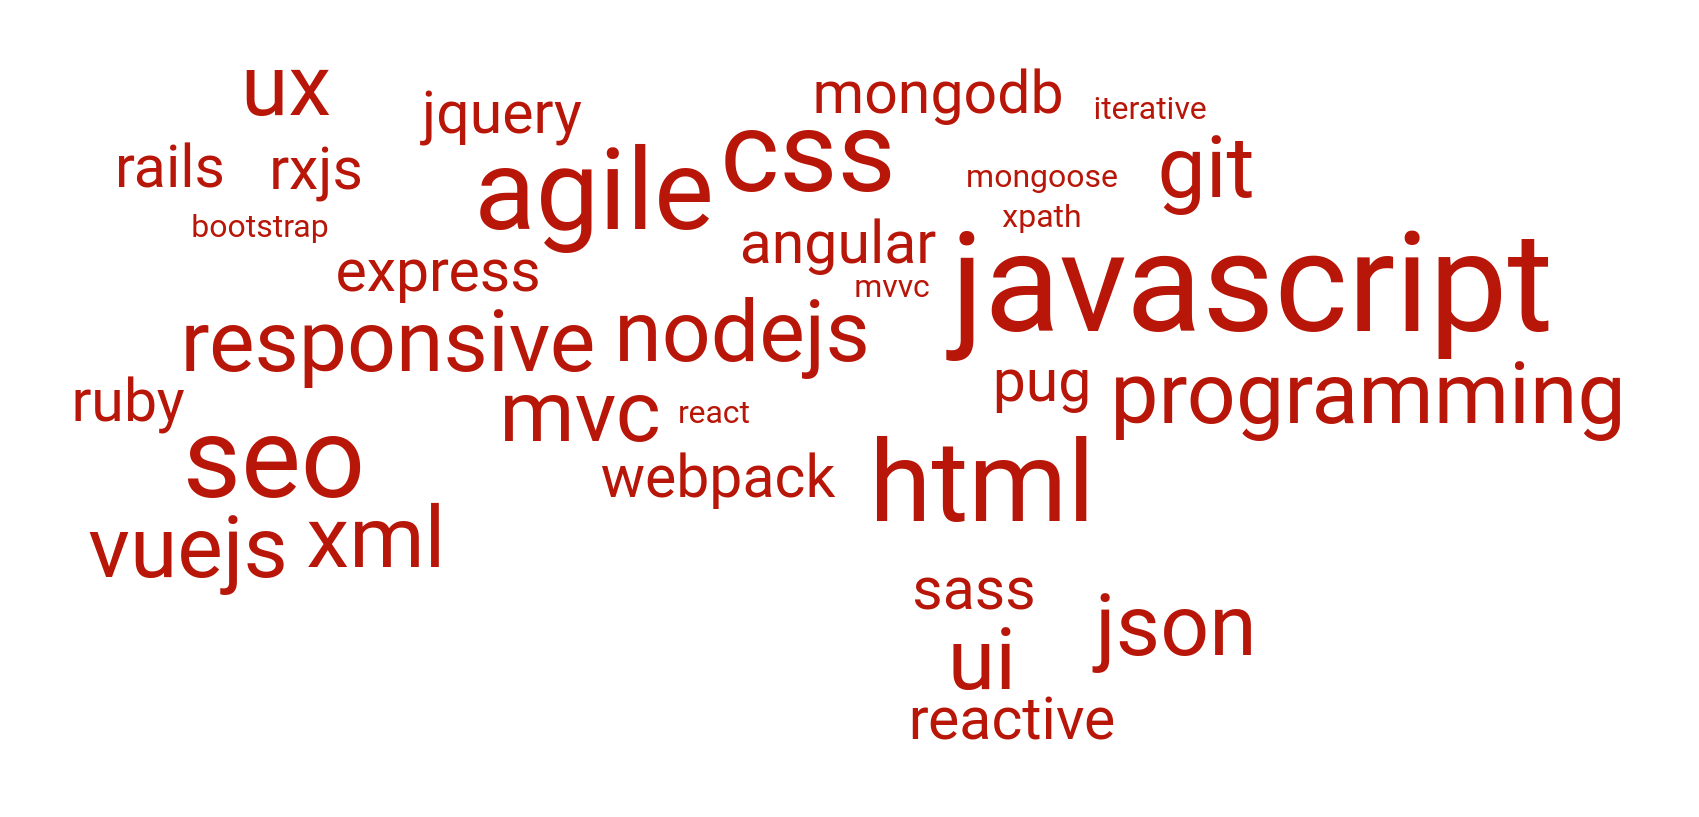 ux
jquery
mongodb
iterative
rails
rxjs
agile
css
mongoose
git
bootstrap
xpath
express
angular
mvvc
javascript
responsive
nodejs
ruby
mvc
react
pug
programming
seo
webpack
html
vuejs
xml
sass
json
ui
reactive